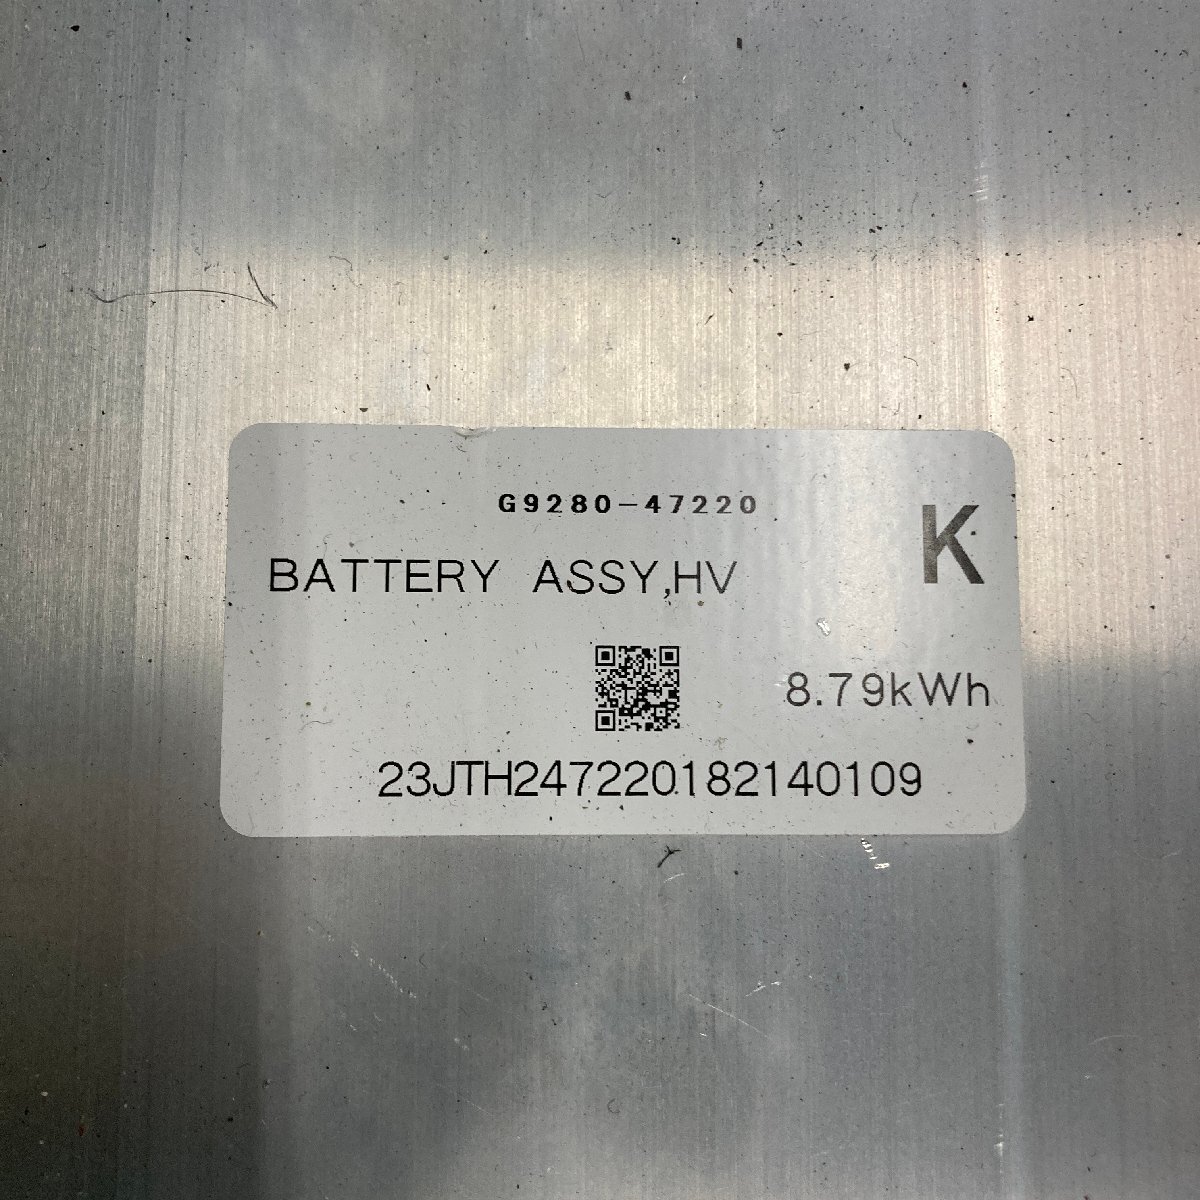 G9280-47220
K
BATTERY ASSY,HV
8.79kWh
23JTH247220182140109